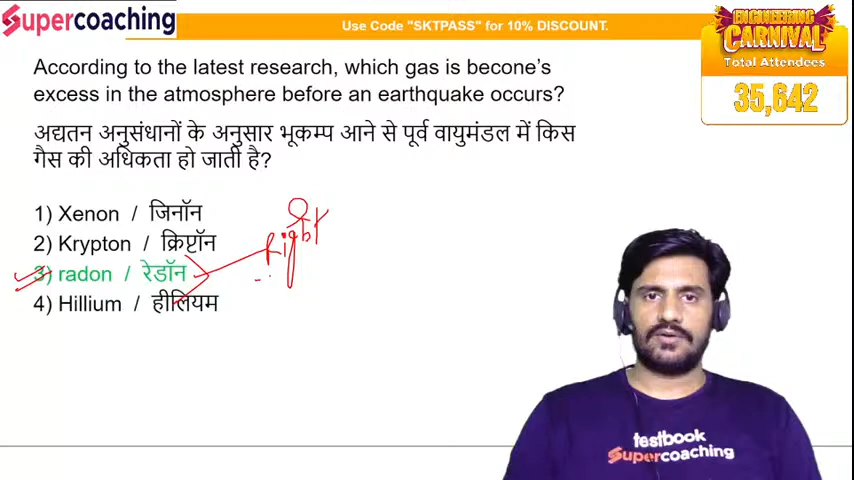 Supercoaching
Use Code "SKTPASS" for 10% DISCOUNT.
ENGINEERING
CARNIVAL
Total Attendees
35,642
According to the latest research, which gas is becone's
excess in the atmosphere before an earthquake occurs?
अद्यतन अनुसंधानों के अनुसार भूकम्प आने से पूर्व वायुमंडल में किस
गैस की अधिकता हो जाती है?
1) Xenon / जिनॉन
2) Krypton / क्रिप्टॉन
3) radon / रेडॉन
4) Hillium / हीलियम
Right
testbook
Supercoaching